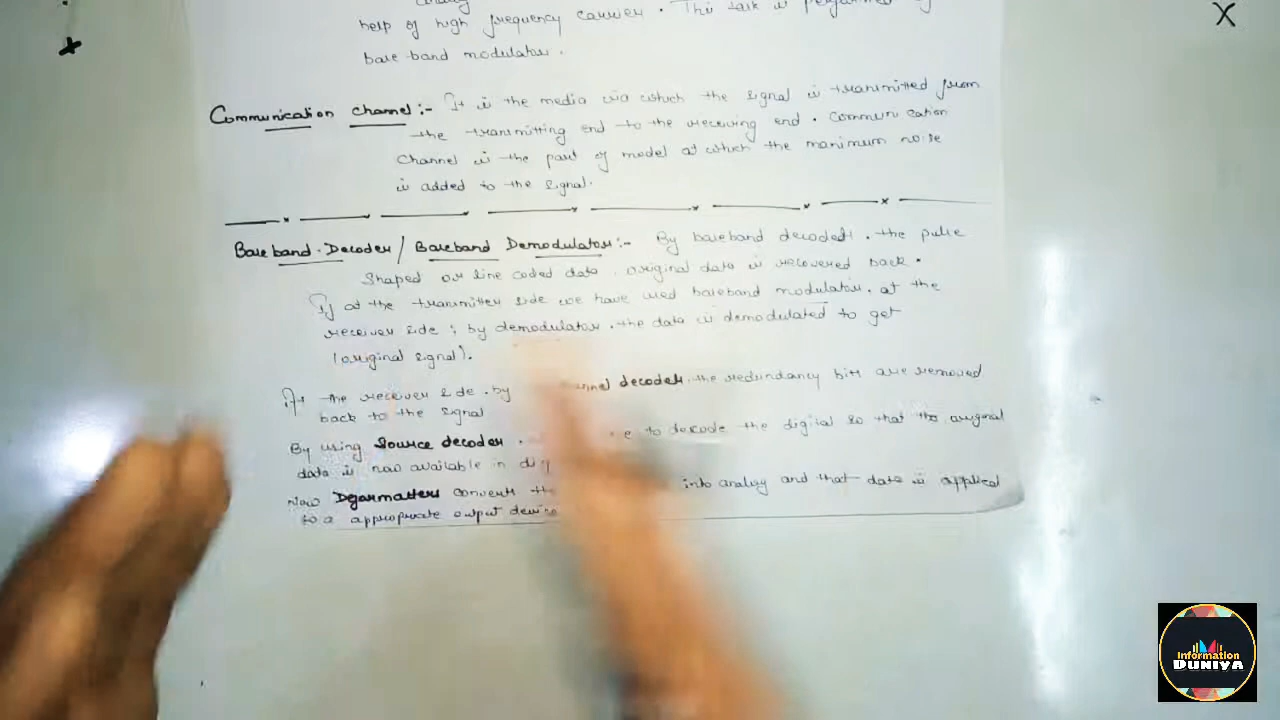 help of high frequency carrier. This task is performed
base band modulator.
X
Communication channel:- It is the media via which the signal is transmitted from
the transmitting end to the receiving end. communication
channel is the part of model at which the maximum noise
is added to the signal.
Baseband-Decoder / Baseband Demodulator:- By baseband decoded. the pulse
shaped or line coded data, original data is recovered back.
If at the transmitter side we have used baseband modulator. at the
receiver side; by demodulator. the data is demodulated to get
(original signal).
At the receiver side. by decoder. the redundancy bits are removed
back to the signal
By using Source decoder. to decode the digital so that the original
data is now available in
Now Deformatters converts the into analog and that data is applied
to a appropriate output
Information
DUNIYA